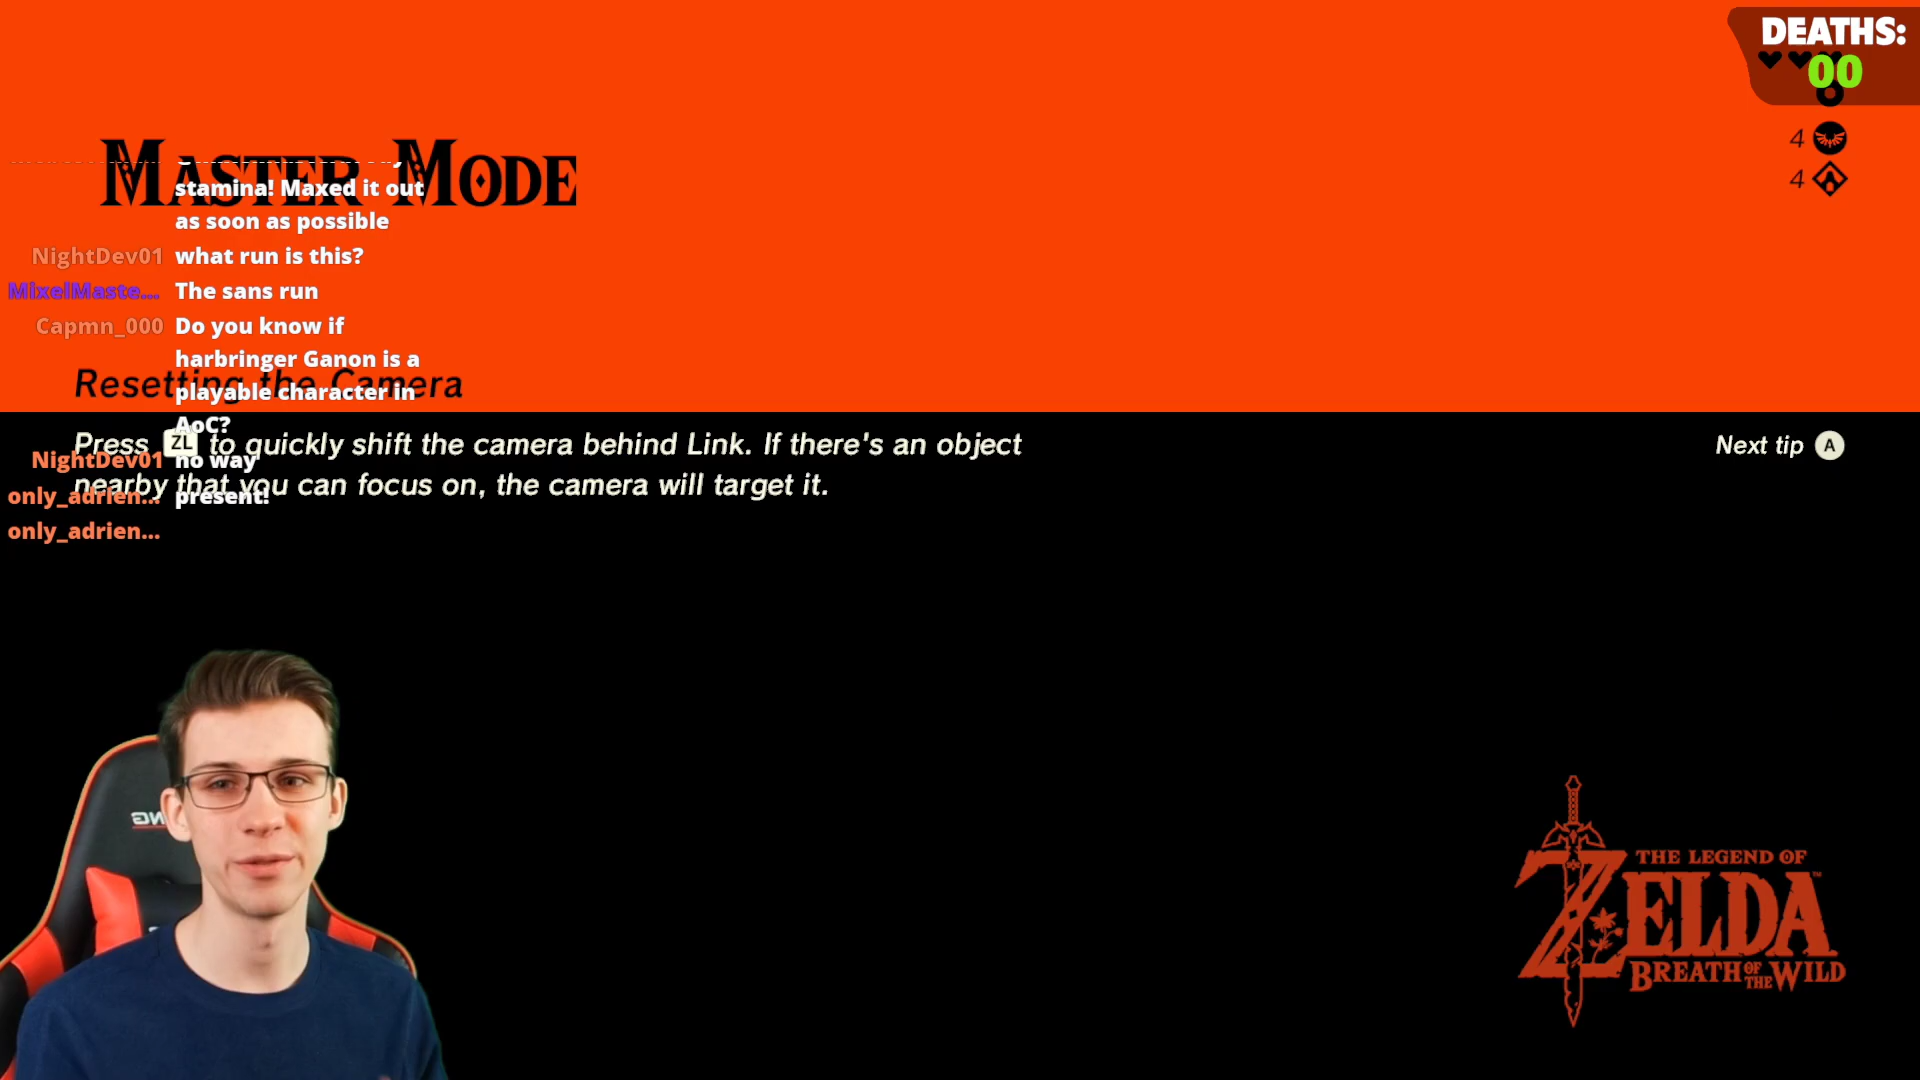 DEATHS:
00
4
4
MASTER MODE
stamina! Maxed it out
as soon as possible
NightDev01 what run is this?
MixelMaste... The sans run
Capmn_000 Do you know if
harbringer Ganon is a
playable character in
AoC?
NightDev01 no way
only_adrien... present!
only_adrien...
Resetting the Camera
Press ZL to quickly shift the camera behind Link. If there's an object
nearby that you can focus on, the camera will target it.
Next tip A
THE LEGEND OF
ZELDA
BREATH OF THE WILD